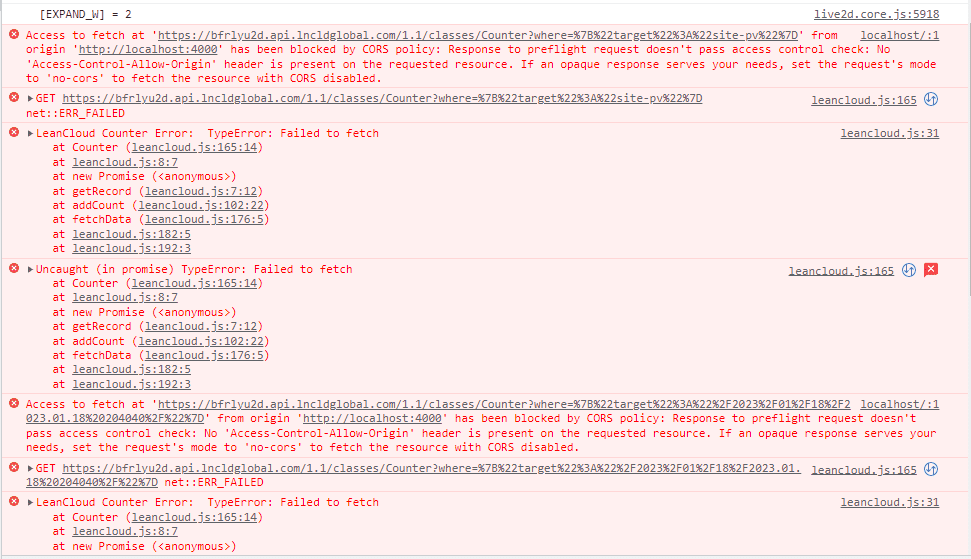 [EXPAND_W] = 2 live2d.core.js:5918
Access to fetch at 'https://bfrlyu2d.api.lncldglobal.com/1.1/classes/Counter?where=%7B%22target%22%3A%22site-pv%22%7D' from localhost/:1
origin 'http://localhost:4000' has been blocked by CORS policy: Response to preflight request doesn't pass access control check: No
'Access-Control-Allow-Origin' header is present on the requested resource. If an opaque response serves your needs, set the request's mode
to 'no-cors' to fetch the resource with CORS disabled.
GET https://bfrlyu2d.api.lncldglobal.com/1.1/classes/Counter?where=%7B%22target%22%3A%22site-pv%22%7D leancloud.js:165
net::ERR_FAILED
LeanCloud Counter Error:  TypeError: Failed to fetch leancloud.js:31
at Counter (leancloud.js:165:14)
at leancloud.js:8:7
at new Promise (<anonymous>)
at getRecord (leancloud.js:7:12)
at addCount (leancloud.js:102:22)
at fetchData (leancloud.js:176:5)
at leancloud.js:182:5
at leancloud.js:192:3
Uncaught (in promise) TypeError: Failed to fetch leancloud.js:165
at Counter (leancloud.js:165:14)
at leancloud.js:8:7
at new Promise (<anonymous>)
at getRecord (leancloud.js:7:12)
at addCount (leancloud.js:102:22)
at fetchData (leancloud.js:176:5)
at leancloud.js:182:5
at leancloud.js:192:3
Access to fetch at 'https://bfrlyu2d.api.lncldglobal.com/1.1/classes/Counter?where=%7B%22target%22%3A%22%2F2023%2F01%2F18%2F2 localhost/:1
023.01.18%20204040%2F%22%7D' from origin 'http://localhost:4000' has been blocked by CORS policy: Response to preflight request doesn't
pass access control check: No 'Access-Control-Allow-Origin' header is present on the requested resource. If an opaque response serves your
needs, set the request's mode to 'no-cors' to fetch the resource with CORS disabled.
GET https://bfrlyu2d.api.lncldglobal.com/1.1/classes/Counter?where=%7B%22target%22%3A%22%2F2023%2F01%2F18%2F2023.01. leancloud.js:165
18%20204040%2F%22%7D net::ERR_FAILED
LeanCloud Counter Error:  TypeError: Failed to fetch leancloud.js:31
at Counter (leancloud.js:165:14)
at leancloud.js:8:7
at new Promise (<anonymous>)